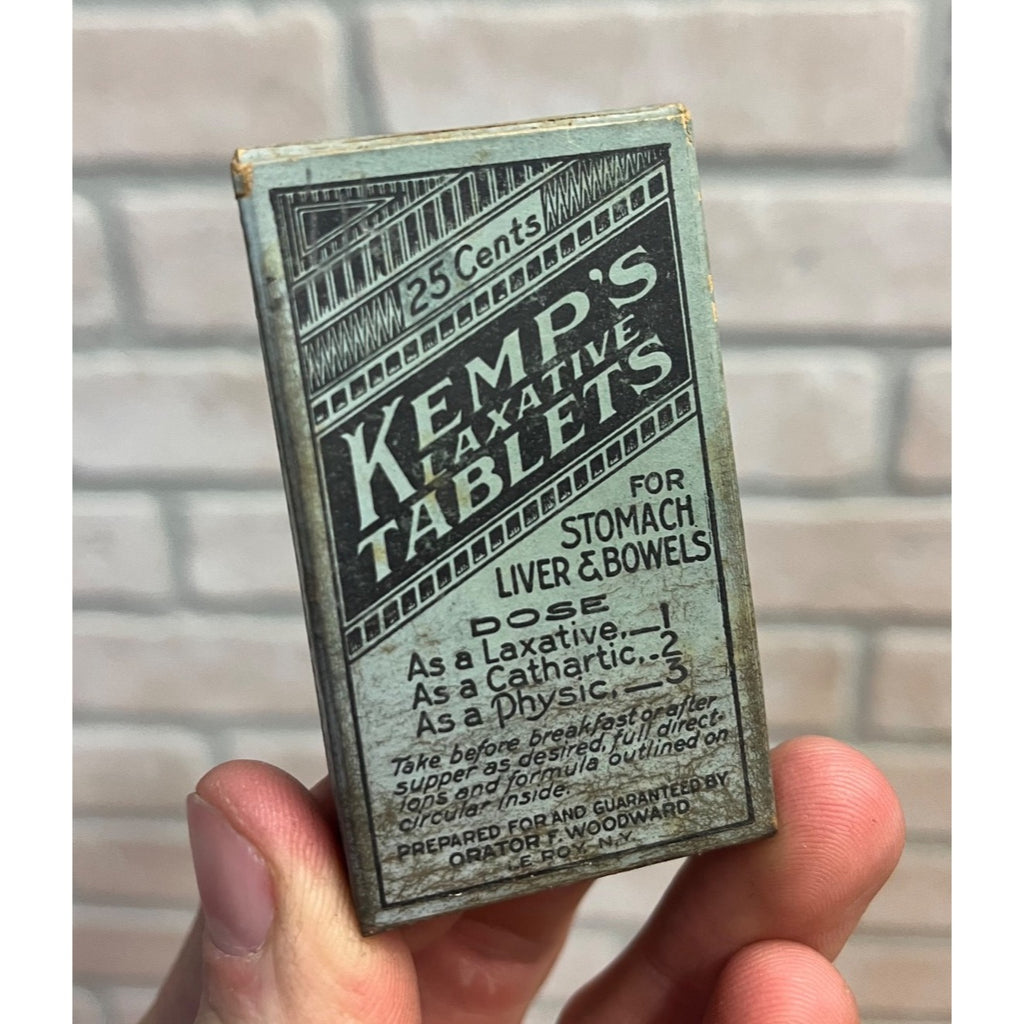 25 Cents
KEMP'S
LAXATIVE
TABLETS
FOR
STOMACH
LIVER & BOWELS
DOSE
As a Laxative,—1
As a Cathartic,..2
As a Physic,—3
Take before breakfast or after
supper as desired, full direct-
ions and formula outlined on
circular inside.
PREPARED FOR AND GUARANTEED BY
ORATOR F. WOODWARD
LE ROY, N.Y.